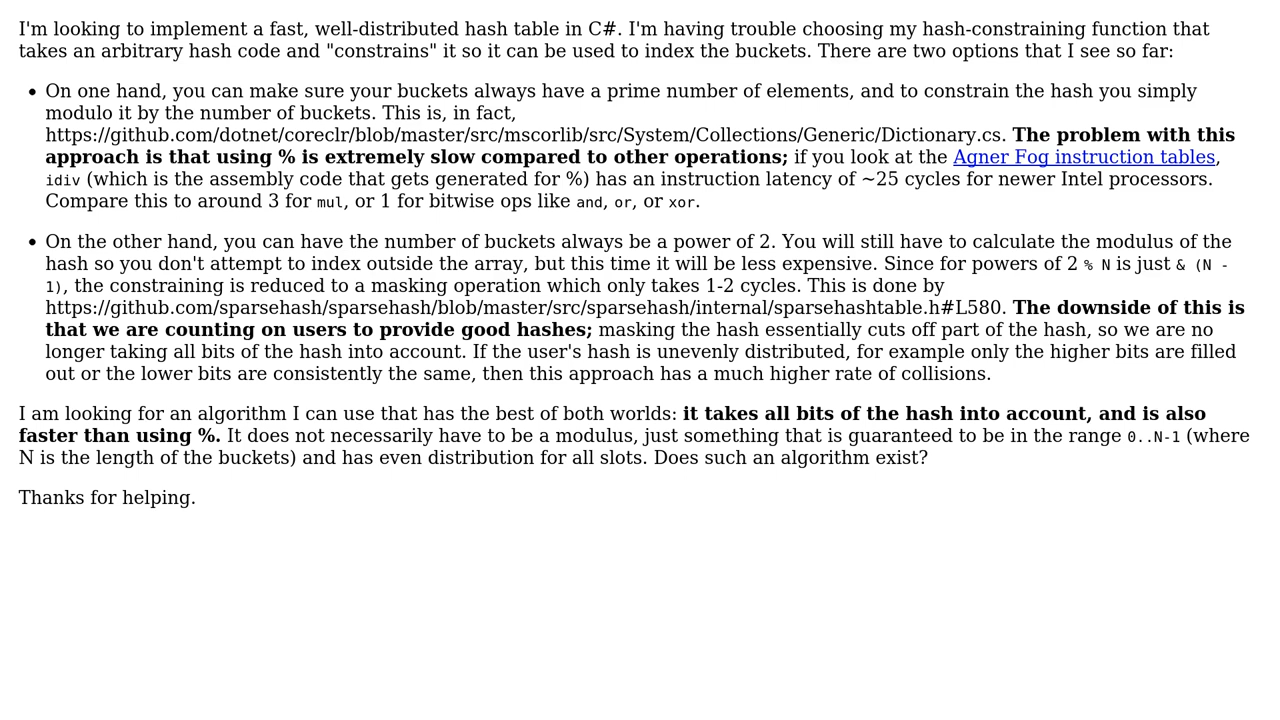 I'm looking to implement a fast, well-distributed hash table in C#. I'm having trouble choosing my hash-constraining function that
takes an arbitrary hash code and "constrains" it so it can be used to index the buckets. There are two options that I see so far:
• On one hand, you can make sure your buckets always have a prime number of elements, and to constrain the hash you simply
modulo it by the number of buckets. This is, in fact,
https://github.com/dotnet/coreclr/blob/master/src/mscorlib/src/System/Collections/Generic/Dictionary.cs. The problem with this
approach is that using % is extremely slow compared to other operations; if you look at the Agner Fog instruction tables,
idiv (which is the assembly code that gets generated for %) has an instruction latency of ~25 cycles for newer Intel processors.
Compare this to around 3 for mul, or 1 for bitwise ops like and, or, or xor.
• On the other hand, you can have the number of buckets always be a power of 2. You will still have to calculate the modulus of the
hash so you don't attempt to index outside the array, but this time it will be less expensive. Since for powers of 2 % N is just & (N -
1), the constraining is reduced to a masking operation which only takes 1-2 cycles. This is done by
https://github.com/sparsehash/sparsehash/blob/master/src/sparsehash/internal/sparsehashtable.h#L580. The downside of this is
that we are counting on users to provide good hashes; masking the hash essentially cuts off part of the hash, so we are no
longer taking all bits of the hash into account. If the user's hash is unevenly distributed, for example only the higher bits are filled
out or the lower bits are consistently the same, then this approach has a much higher rate of collisions.
I am looking for an algorithm I can use that has the best of both worlds: it takes all bits of the hash into account, and is also
faster than using %. It does not necessarily have to be a modulus, just something that is guaranteed to be in the range 0..N-1 (where
N is the length of the buckets) and has even distribution for all slots. Does such an algorithm exist?
Thanks for helping.